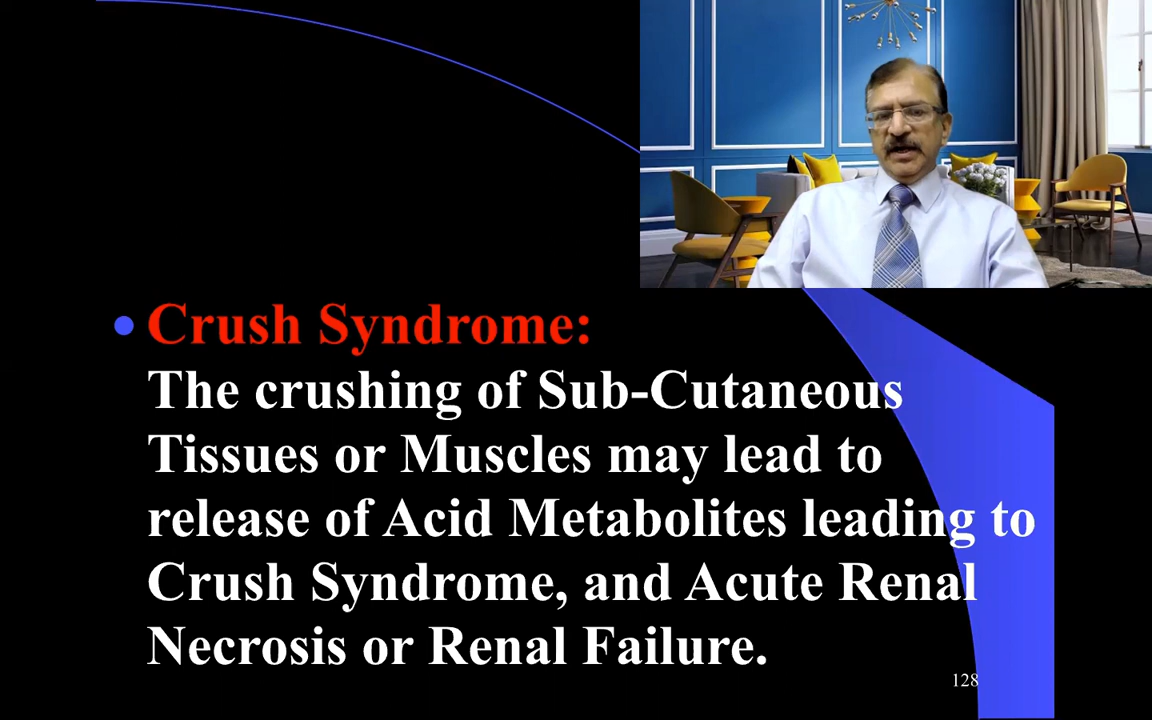 Crush Syndrome:
The crushing of Sub-Cutaneous
Tissues or Muscles may lead to
release of Acid Metabolites leading to
Crush Syndrome, and Acute Renal
Necrosis or Renal Failure.
128